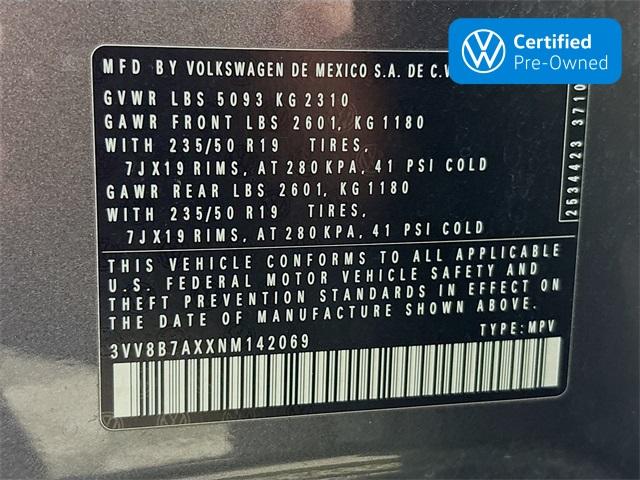 Certified
Pre-Owned
MFD BY VOLKSWAGEN DE MEXICO S.A. DE C.V
GVWR LBS 5093 KG 2310
GAWR FRONT LBS 2601, KG 1180
WITH 235/50 R19 TIRES,
7JX19 RIMS, AT 280 KPA, 41 PSI COLD
GAWR REAR LBS 2601, KG 1180
WITH 235/50 R19 TIRES,
7JX19 RIMS, AT 280 KPA, 41 PSI COLD
2534423 3710
THIS VEHICLE CONFORMS TO ALL APPLICABLE
U.S. FEDERAL MOTOR VEHICLE SAFETY AND
THEFT PREVENTION STANDARDS IN EFFECT ON
THE DATE OF MANUFACTURE SHOWN ABOVE.
TYPE: MPV
3VV8B7AXXNM142069